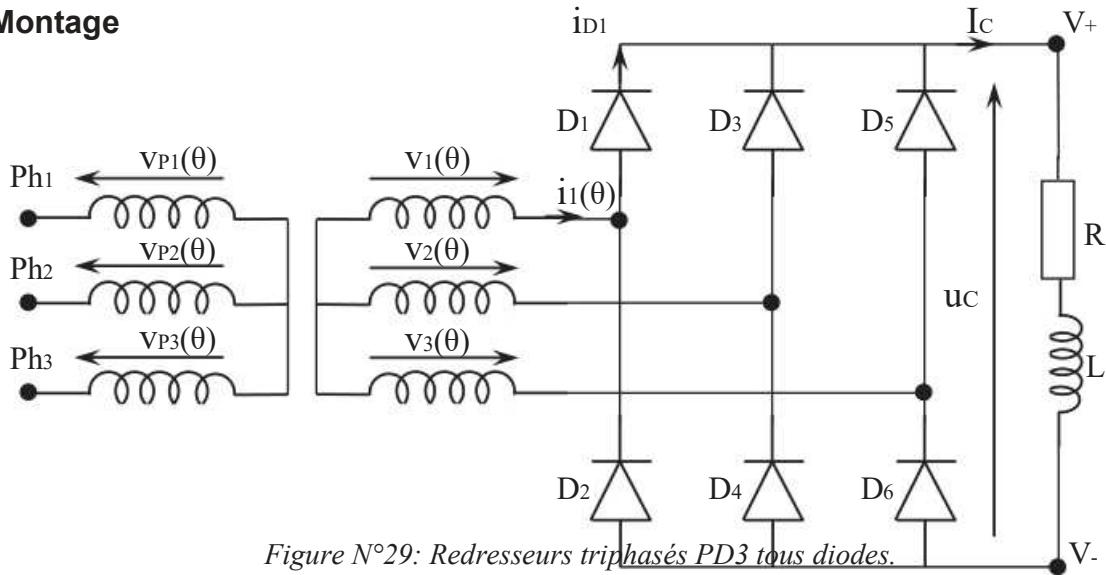 Montage
iD1 IC V+
D1 D3 D5
Ph1 vP1(θ) v1(θ)
i1(θ)
Ph2 vP2(θ) v2(θ)
R
uC
Ph3 vP3(θ) v3(θ)
L
D2 D4 D6
Figure N°29: Redresseurs triphasés PD3 tous diodes.
V-